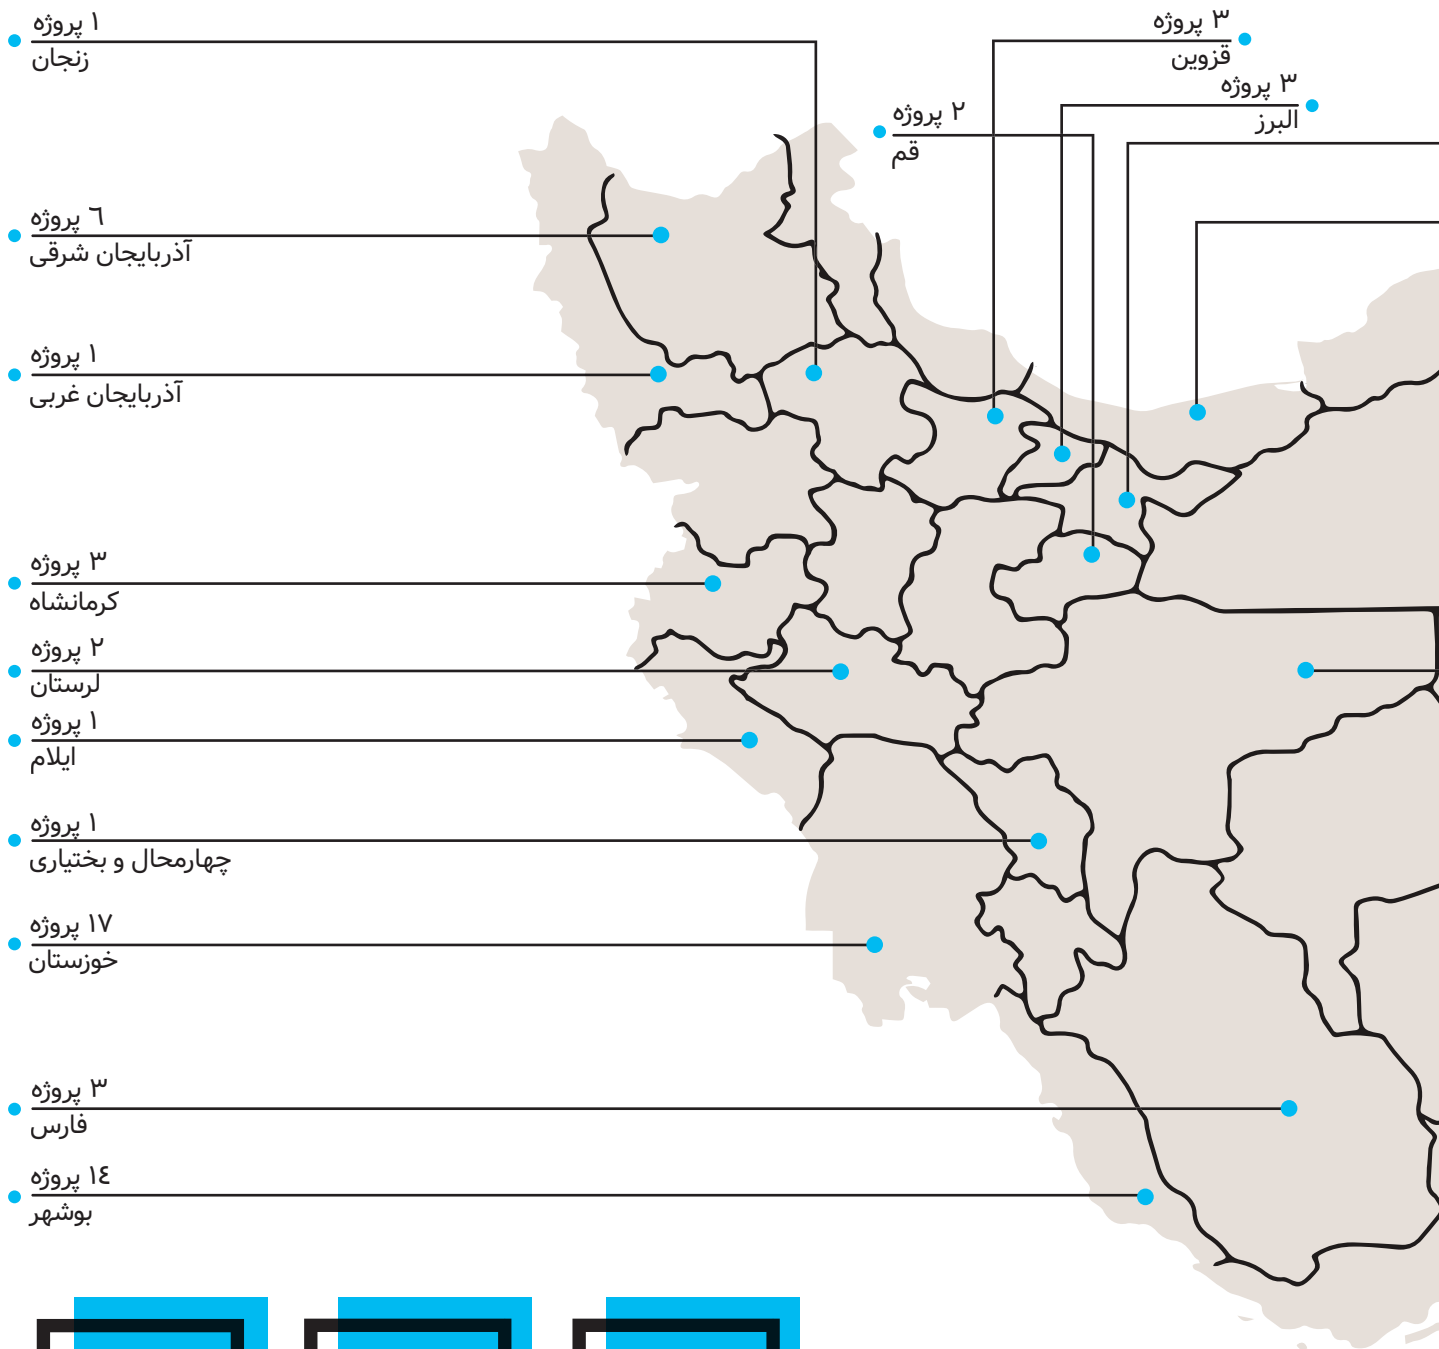 ۱ پروژه
زنجان
۳ پروژه
قزوین
۳ پروژه
البرز
۲ پروژه
قم
٦ پروژه
آذربایجان شرقی
۱ پروژه
آذربایجان غربی
۳ پروژه
کرمانشاه
۲ پروژه
لرستان
۱ پروژه
ایلام
۱ پروژه
چهارمحال و بختیاری
۱۷ پروژه
خوزستان
۳ پروژه
فارس
۱٤ پروژه
بوشهر